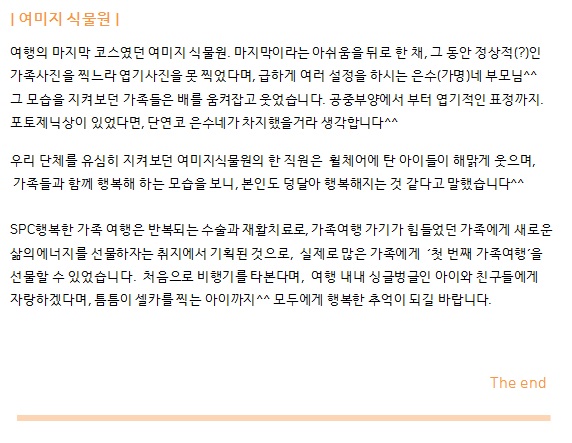 | 여미지 식물원 |
여행의 마지막 코스였던 여미지 식물원. 마지막이라는 아쉬움을 뒤로 한 채, 그 동안 정상적(?)인
가족사진을 찍느라 엽기사진을 못 찍었다며, 급하게 여러 설정을 하시는 은수(가명)네 부모님^^
그 모습을 지켜보던 가족들은 배를 움켜잡고 웃었습니다. 공중부양에서 부터 엽기적인 표정까지.
포토제닉상이 있었다면, 단연코 은수네가 차지했을거라 생각합니다^^
우리 단체를 유심히 지켜보던 여미지식물원의 한 직원은 휠체어에 탄 아이들이 해맑게 웃으며,
가족들과 함께 행복해 하는 모습을 보니, 본인도 덩달아 행복해지는 것 같다고 말했습니다^^
SPC행복한 가족 여행은 반복되는 수술과 재활치료로, 가족여행 가기가 힘들었던 가족에게 새로운
삶의에너지를 선물하자는 취지에서 기획된 것으로, 실제로 많은 가족에게 ‘첫 번째 가족여행’을
선물할 수 있었습니다. 처음으로 비행기를 타본다며, 여행 내내 싱글벙글인 아이와 친구들에게
자랑하겠다며, 틈틈이 셀카를 찍는 아이까지^^ 모두에게 행복한 추억이 되길 바랍니다.
The end